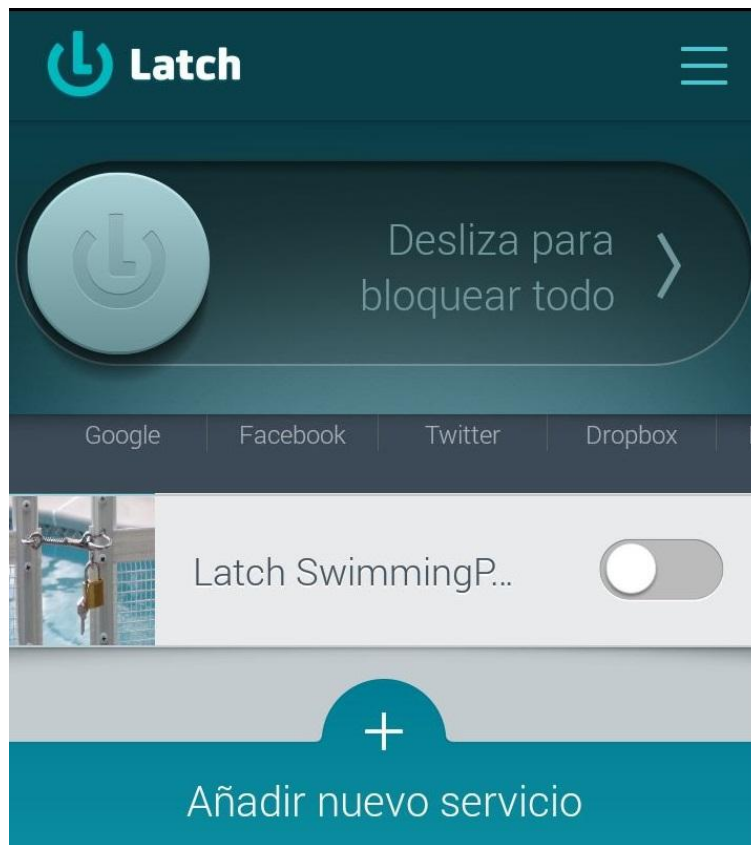 Latch
Desliza para
bloquear todo
Google Facebook Twitter Dropbox
Latch SwimmingP...
+
Añadir nuevo servicio